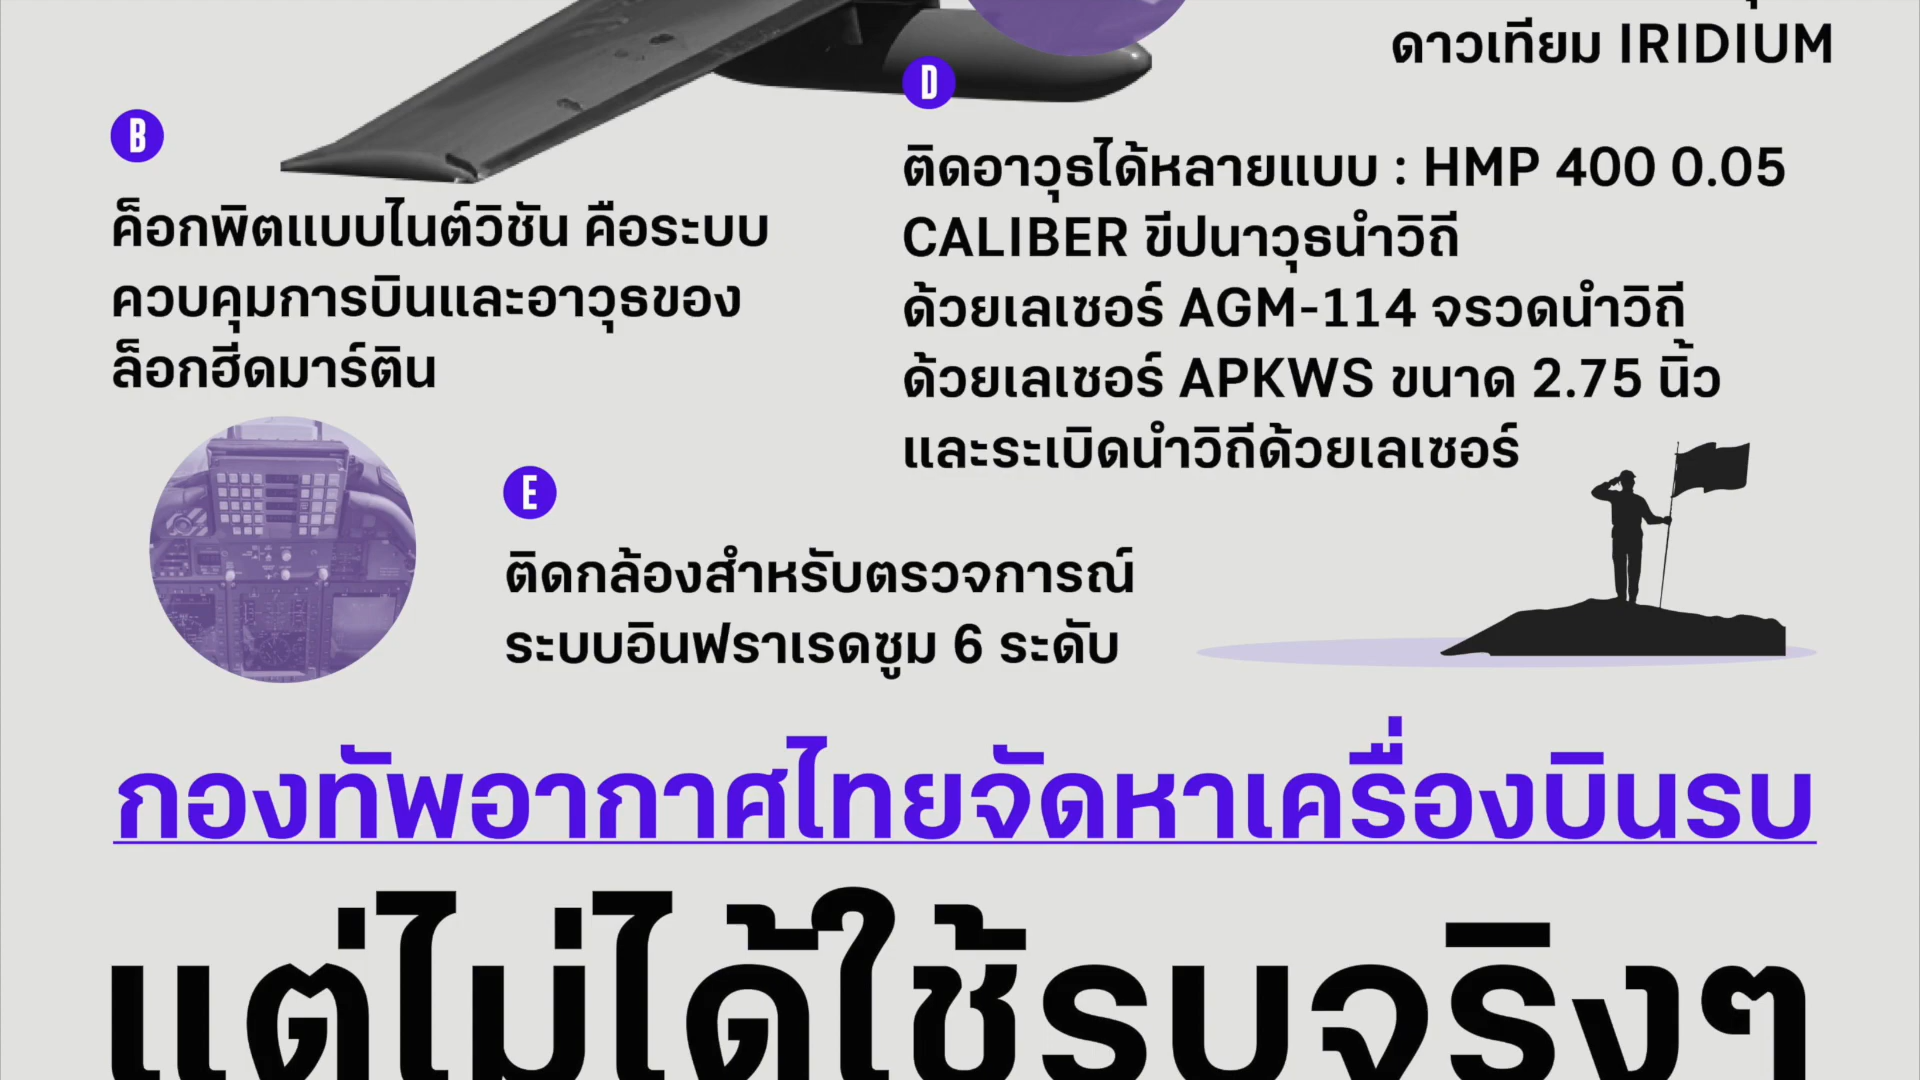 ดาวเทียม IRIDIUM
B
ค็อกพิตแบบไนต์วิชัน คือระบบ
ควบคุมการบินและอาวุธของ
ล็อกฮีดมาร์ติน
D
ติดอาวุธได้หลายแบบ : HMP 400 0.05
CALIBER ขีปนาวุธนำวิถี
ด้วยเลเซอร์ AGM-114 จรวดนำวิถี
ด้วยเลเซอร์ APKWS ขนาด 2.75 นิ้ว
และระเบิดนำวิถีด้วยเลเซอร์
E
ติดกล้องสำหรับตรวจการณ์
ระบบอินฟราเรดซูม 6 ระดับ
กองทัพอากาศไทยจัดหาเครื่องบินรบ
แต่ไม่ได้ใช้รบจริงๆ